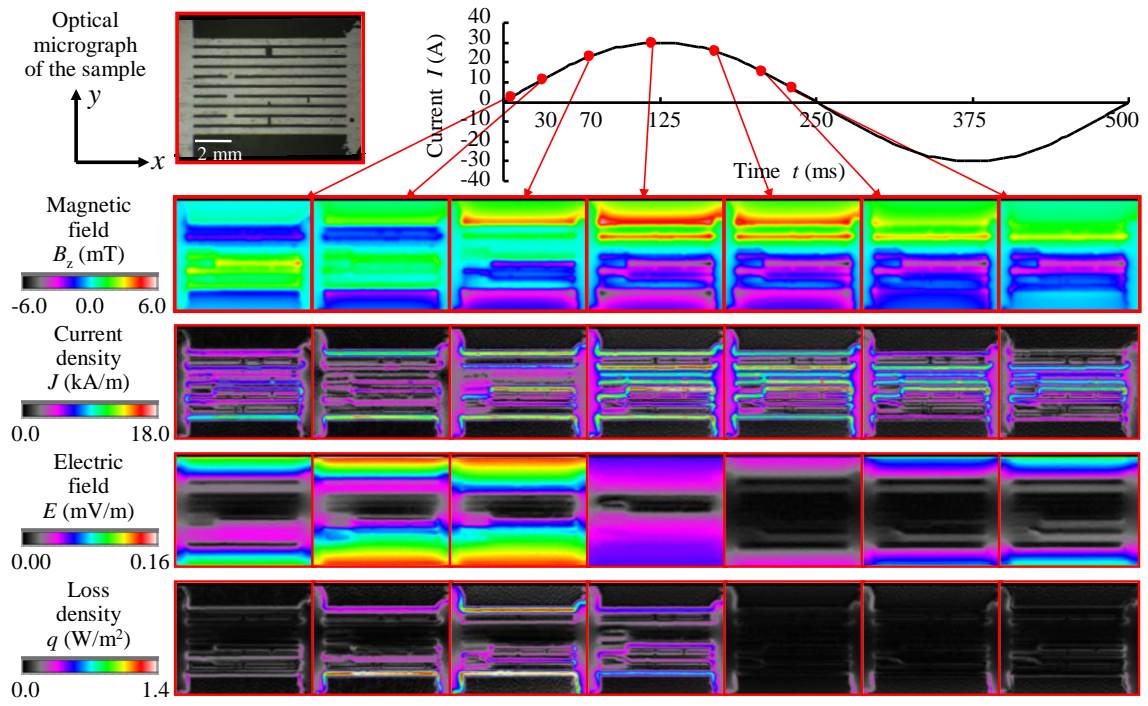 Optical
micrograph
of the sample
y
x
2 mm
Current I (A)
40
30
20
10
0
-10
-20
-30
-40
30
70
125
250
375
500
Time t (ms)
Magnetic
field
Bz (mT)
-6.0 0.0 6.0
Current
density
J (kA/m)
0.0 18.0
Electric
field
E (mV/m)
0.00 0.16
Loss
density
q (W/m²)
0.0 1.4